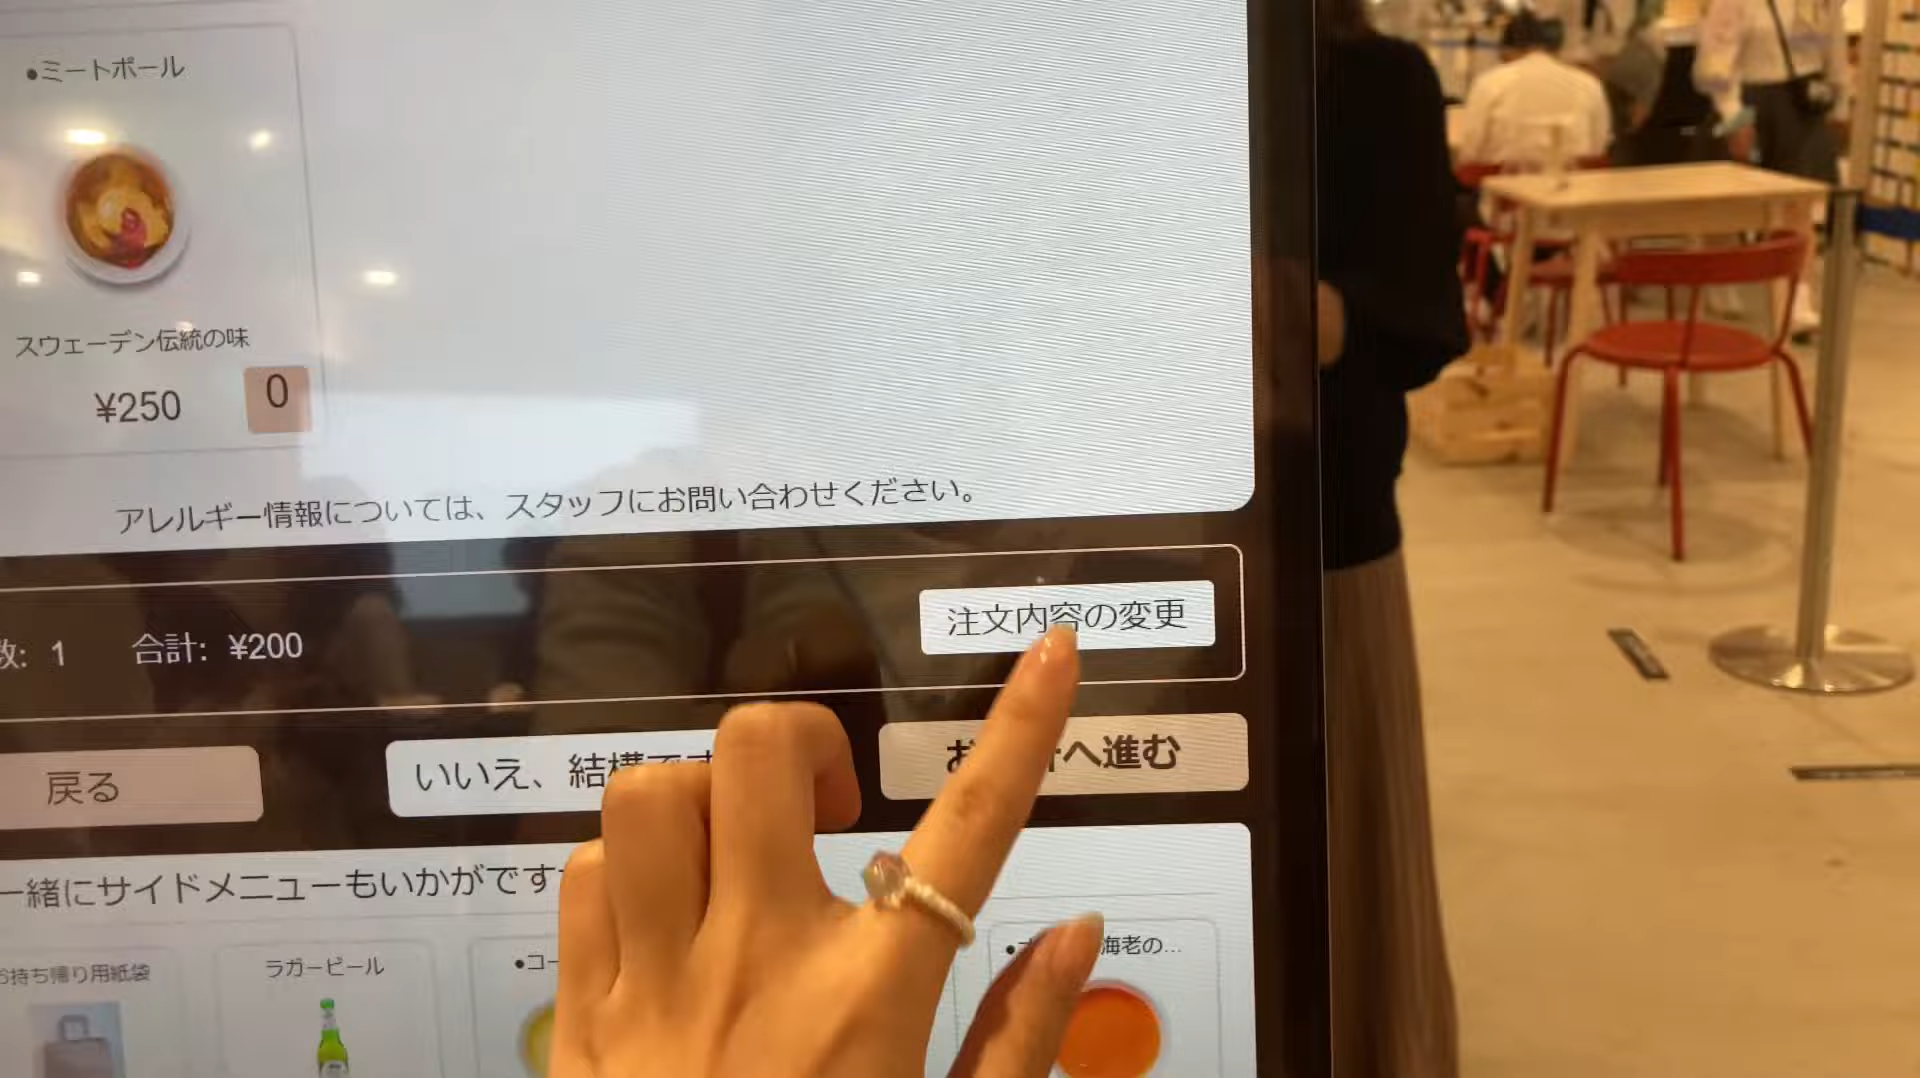 ●ミートボール
スウェーデン伝統の味
¥250
0
アレルギー情報については、スタッフにお問い合わせください。
数: 1 合計: ¥200
注文内容の変更
戻る
いいえ、結構です
へ進む
一緒にサイドメニューもいかがです
お持ち帰り用紙袋
ラガービール
●コー
海老の...